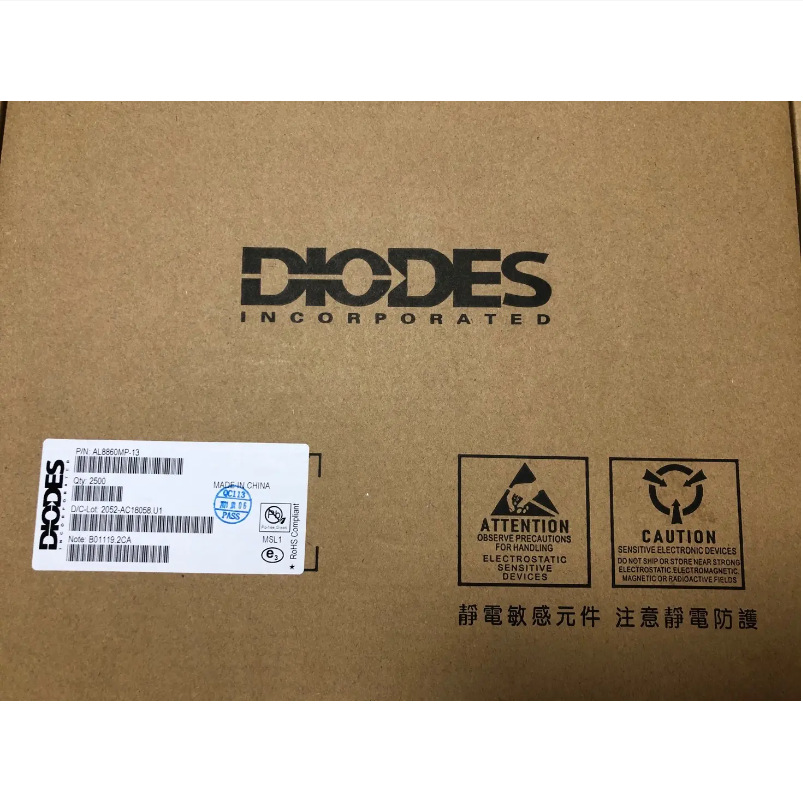 DIODES
INCORPORATED
DIODES
INCORPORATED
P/N: AL8860MP-13
Qty: 2500
MADE IN CHINA
D/C-Lot: 2052-AC18058.U1
Note: B01119.2CA
QC113
PASS
Pb
MSL1
e3
★ RoHS Compliant
ATTENTION
OBSERVE PRECAUTIONS
FOR HANDLING
ELECTROSTATIC
SENSITIVE
DEVICES
CAUTION
SENSITIVE ELECTRONIC DEVICES
DO NOT SHIP OR STORE NEAR STRONG
ELECTROSTATIC, ELECTROMAGNETIC,
MAGNETIC OR RADIOACTIVE FIELDS
靜電敏感元件 注意靜電防護